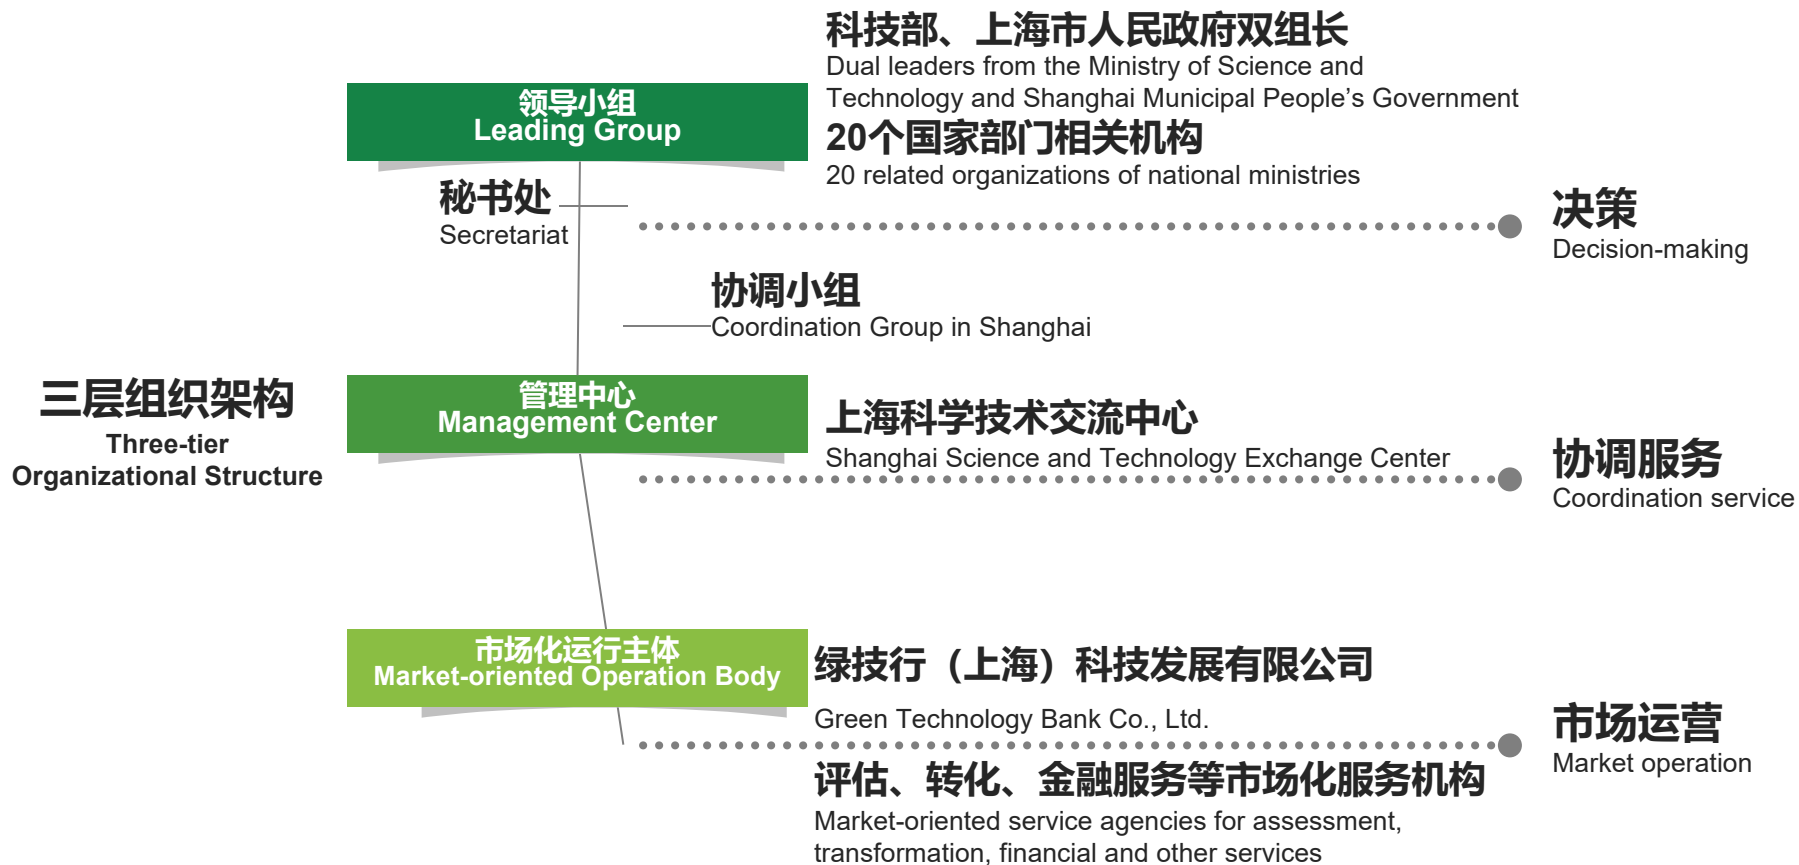 科技部、上海市人民政府双组长
Dual leaders from the Ministry of Science and
Technology and Shanghai Municipal People’s Government
领导小组
Leading Group
20个国家部门相关机构
20 related organizations of national ministries
秘书处
Secretariat
决策
Decision-making
协调小组
Coordination Group in Shanghai
三层组织架构
Three-tier
Organizational Structure
管理中心
Management Center
上海科学技术交流中心
Shanghai Science and Technology Exchange Center
协调服务
Coordination service
市场化运行主体
Market-oriented Operation Body
绿技行（上海）科技发展有限公司
Green Technology Bank Co., Ltd.
市场运营
Market operation
评估、转化、金融服务等市场化服务机构
Market-oriented service agencies for assessment,
transformation, financial and other services